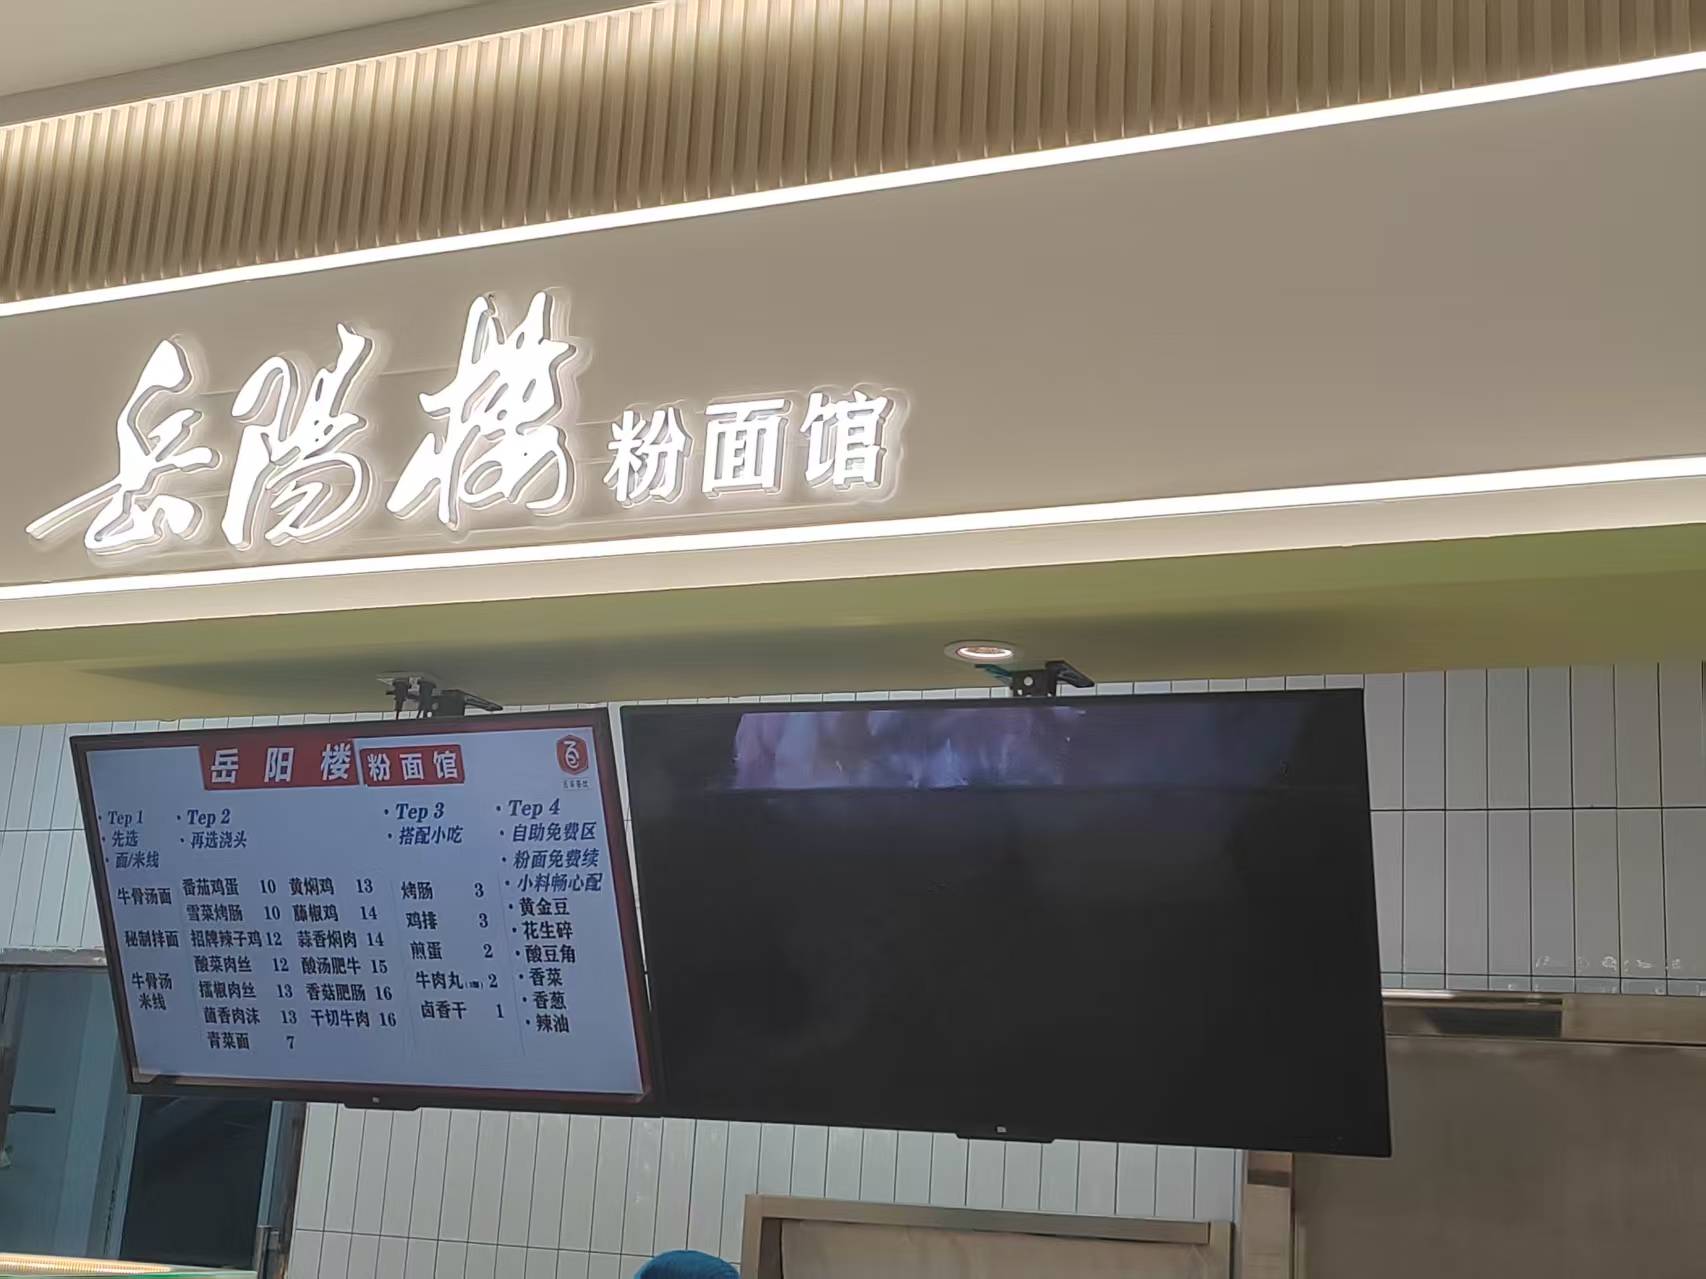 岳陽楼 粉面馆
岳阳楼 粉面馆
· Tep 1
· 先选
· 面/米线
牛骨汤面
秘制拌面
牛骨汤
米线
· Tep 2
· 再选浇头
番茄鸡蛋 10 黄焖鸡 13
雪菜烤肠 10 藤椒鸡 14
招牌辣子鸡 12 蒜香焖肉 14
酸菜肉丝 12 酸汤肥牛 15
擂椒肉丝 13 香菇肥肠 16
茴香肉沫 13 干切牛肉 16
青菜面 7
· Tep 3
· 搭配小吃
烤肠 3
鸡排 3
煎蛋 2
牛肉丸 2
卤香干 1
· Tep 4
· 自助免费区
· 粉面免费续
· 小料畅心配
· 黄金豆
· 花生碎
· 酸豆角
· 香菜
· 香葱
· 辣油